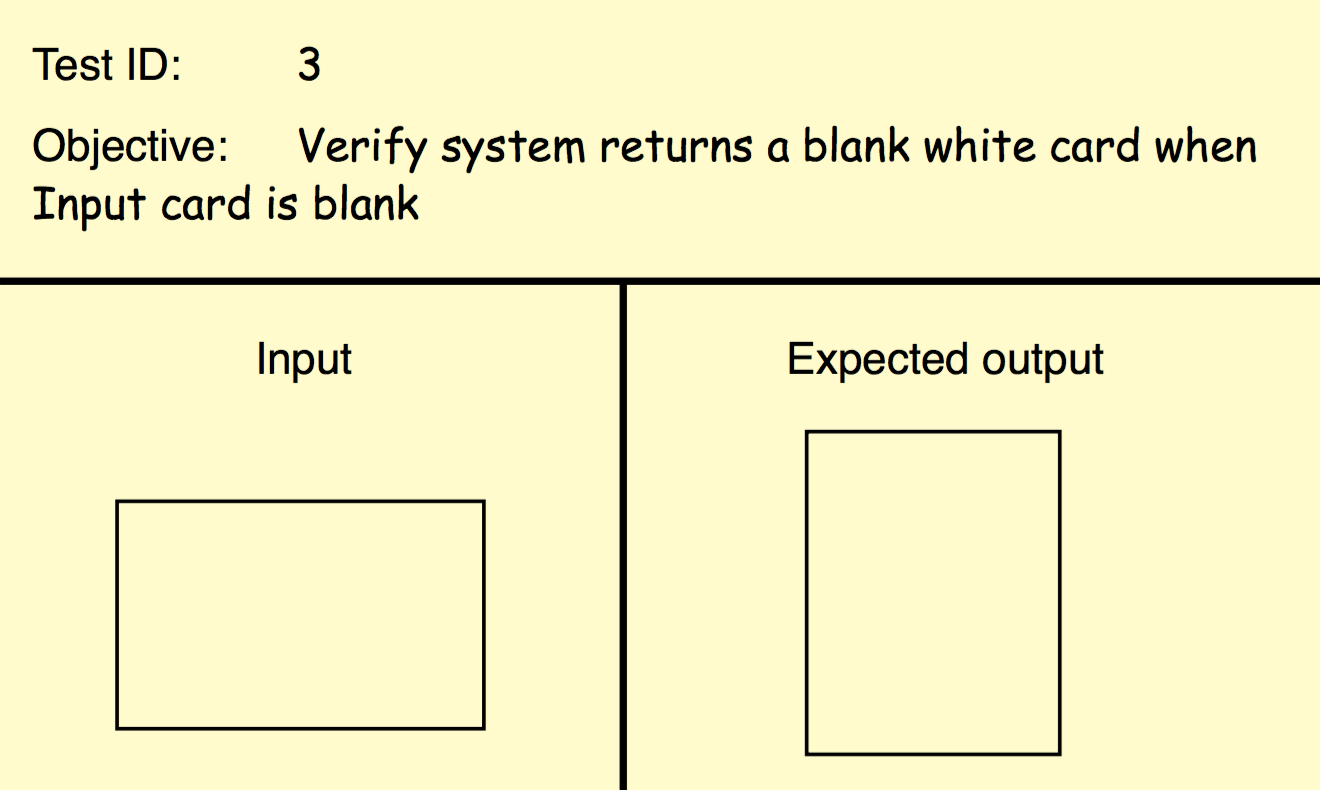 Test ID: 3
Objective: Verify system returns a blank white card when
Input card is blank
Input
Expected output